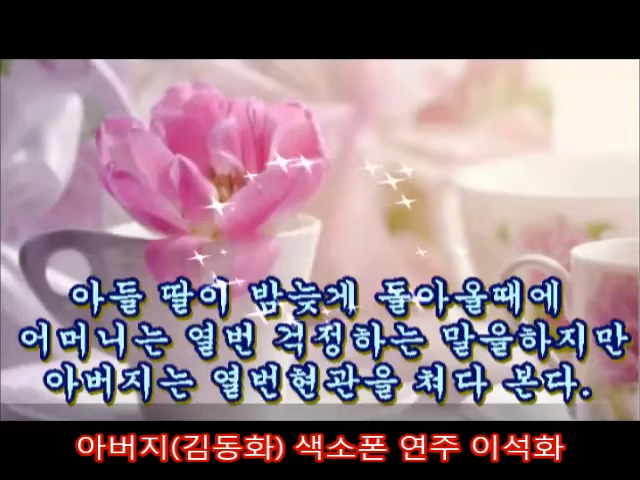 아들 딸이 밤늦게 돌아올때에
어머니는 열번 걱정하는 말을하지만
아버지는 열번현관을 쳐다 본다.
아버지(김동화) 색소폰 연주 이석화